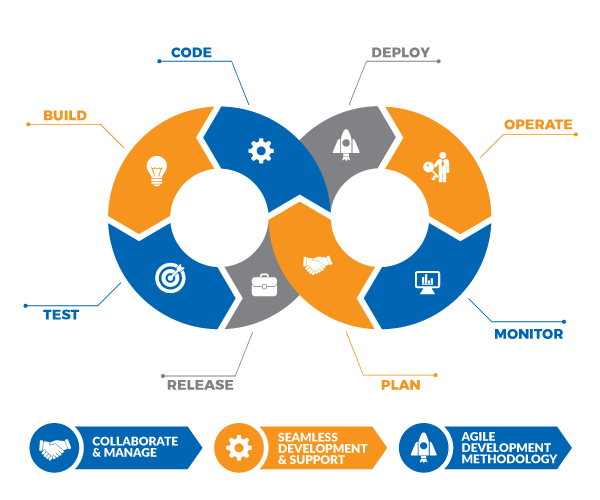 CODE
DEPLOY
BUILD
OPERATE
TEST
MONITOR
RELEASE
PLAN
COLLABORATE
& MANAGE
SEAMLESS
DEVELOPMENT
& SUPPORT
AGILE
DEVELOPMENT
METHODOLOGY